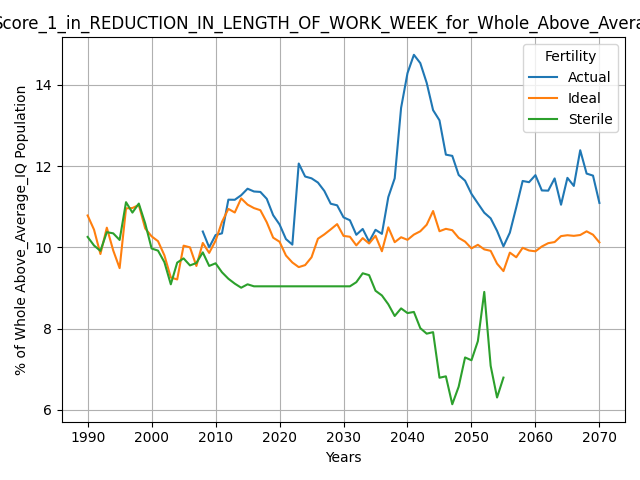 Score_1_in_REDUCTION_IN_LENGTH_OF_WORK_WEEK_for_Whole_Above_Avera
Fertility
Actual
Ideal
Sterile
% of Whole Above_Average_IQ Population
14
12
10
8
6
1990 2000 2010 2020 2030 2040 2050 2060 2070
Years